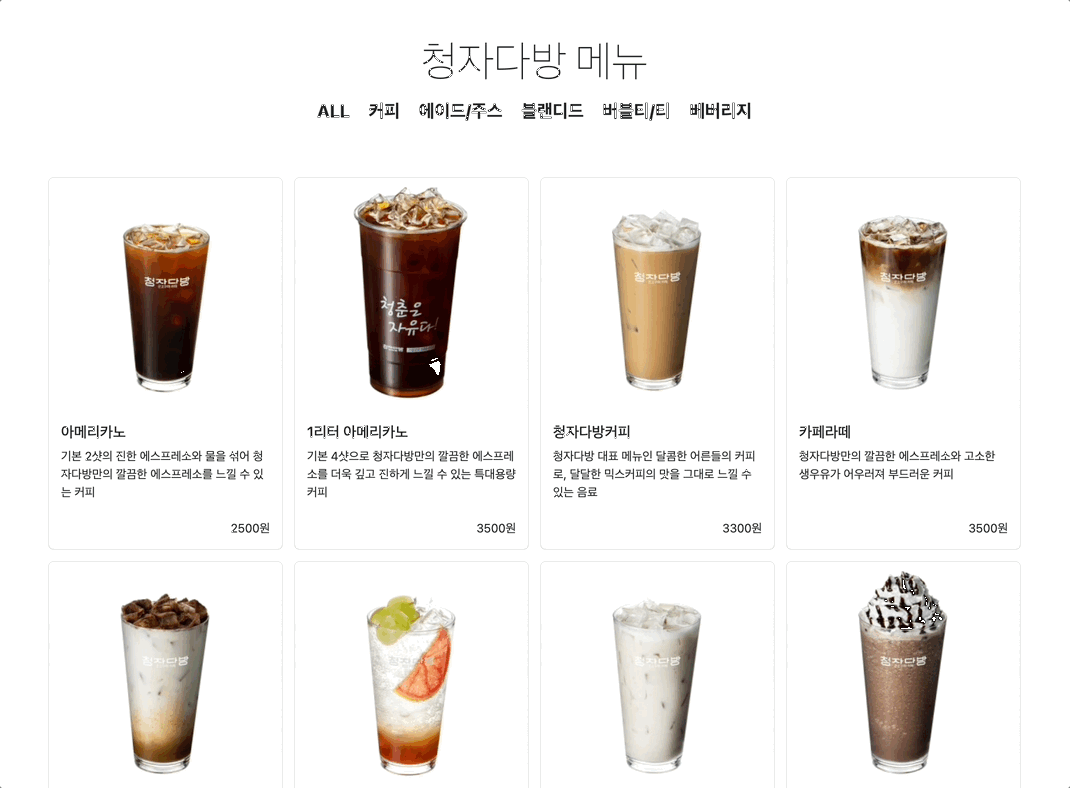 청자다방 메뉴
ALL 커피 에이드/주스 블랜디드 버블티/티 베버리지
청자다방
청춘은
자유다!
청자다방
청자다방
아메리카노
기본 2샷의 진한 에스프레소와 물을 섞어 청
자다방만의 깔끔한 에스프레소를 느낄 수 있
는 커피
2500원
1리터 아메리카노
기본 4샷으로 청자다방만의 깔끔한 에스프레
소를 더욱 깊고 진하게 느낄 수 있는 특대용량
커피
3500원
청자다방커피
청자다방 대표 메뉴인 달콤한 어른들의 커피
로, 달달한 믹스커피의 맛을 그대로 느낄 수
있는 음료
3300원
카페라떼
청자다방만의 깔끔한 에스프레소와 고소한
생우유가 어우러져 부드러운 커피
3500원
청자다방
청자다방
청자다방
청자다방